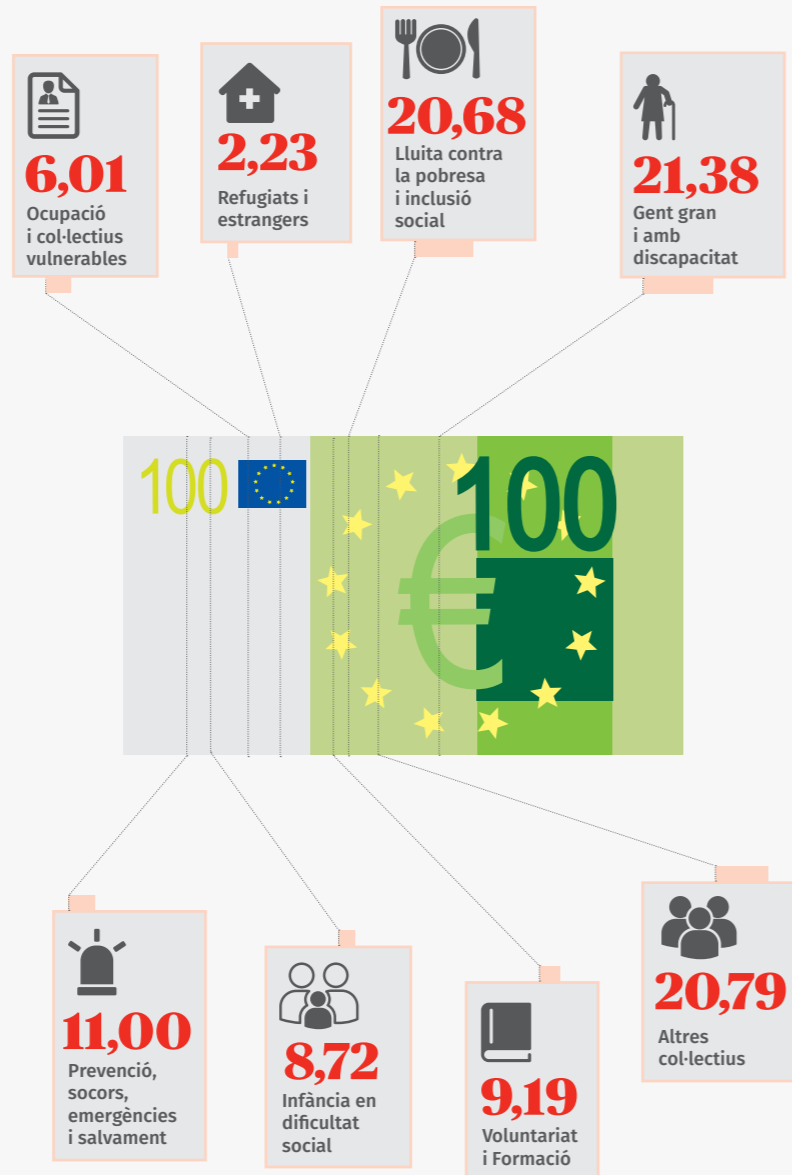 6,01
Ocupació
i col·lectius
vulnerables
2,23
Refugiats i
estrangers
20,68
Lluita contra
la pobresa
i inclusió
social
21,38
Gent gran
i amb
discapacitat
100
100
€
11,00
Prevenció,
socors,
emergències
i salvament
8,72
Infància en
dificultat
social
9,19
Voluntariat
i Formació
20,79
Altres
col·lectius